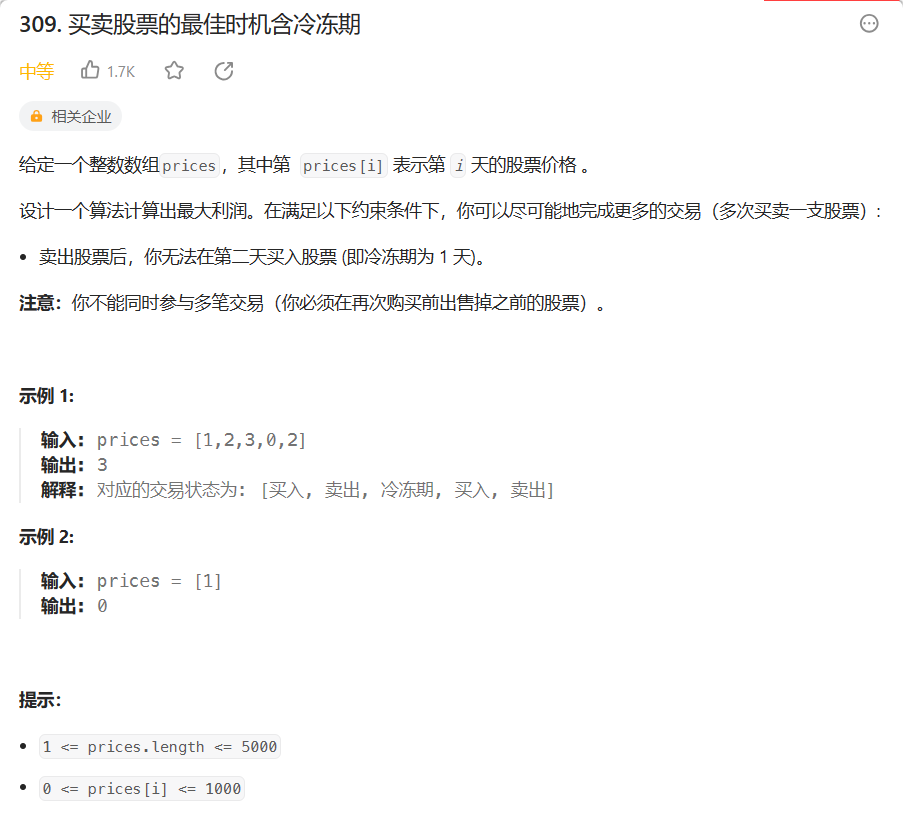 309. 买卖股票的最佳时机含冷冻期
中等 1.7K
相关企业
给定一个整数数组prices，其中第 prices[i] 表示第 i 天的股票价格 。
设计一个算法计算出最大利润。在满足以下约束条件下，你可以尽可能地完成更多的交易（多次买卖一支股票）:
• 卖出股票后，你无法在第二天买入股票 (即冷冻期为 1 天)。
注意：你不能同时参与多笔交易（你必须在再次购买前出售掉之前的股票）。
示例 1:
输入: prices = [1,2,3,0,2]
输出: 3
解释: 对应的交易状态为: [买入, 卖出, 冷冻期, 买入, 卖出]
示例 2:
输入: prices = [1]
输出: 0
提示：
• 1 <= prices.length <= 5000
• 0 <= prices[i] <= 1000